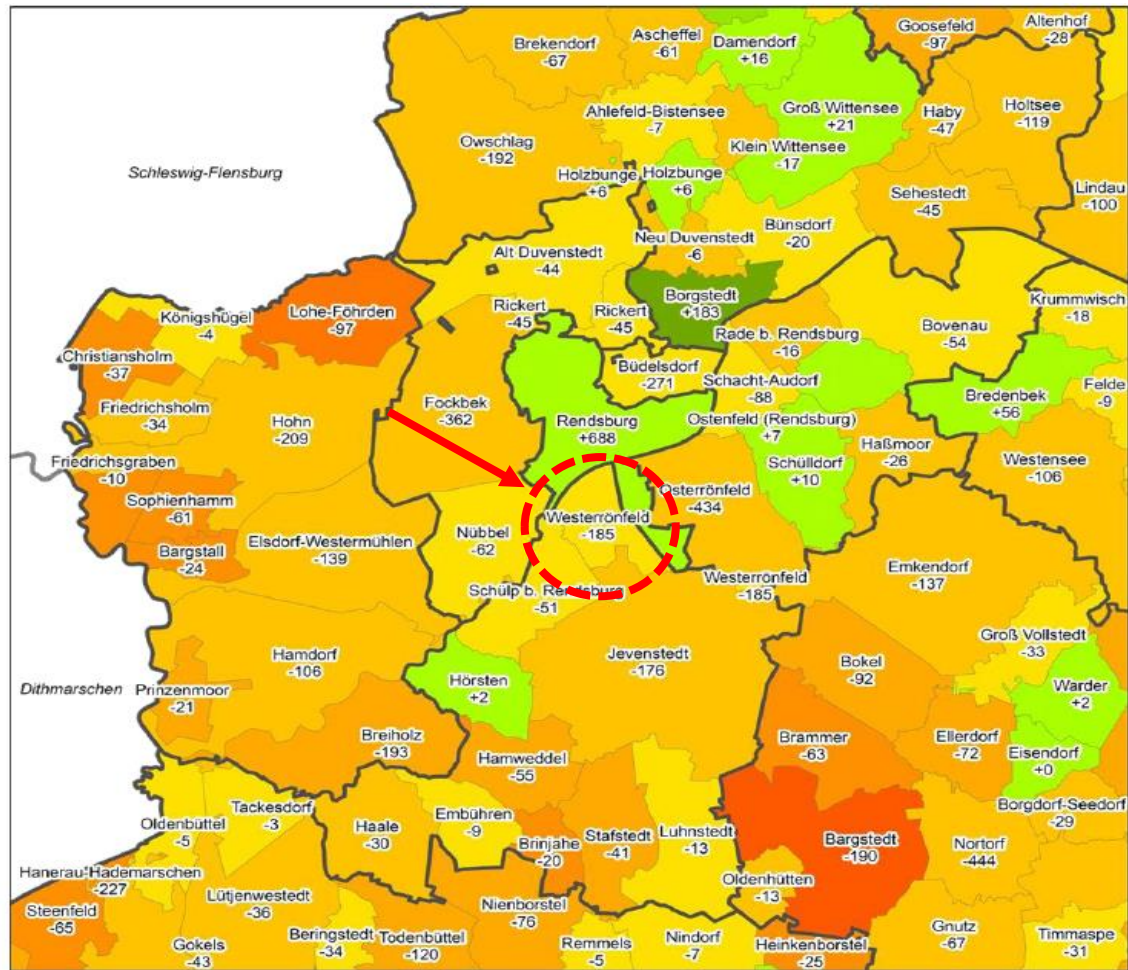 Goosefeld
-97
Altenhof
-28
Brekendorf
-67
Ascheffel
-61
Damendorf
+16
Ahlefeld-Bistensee
-7
Groß Wittensee
+21
Haby
-47
Holtsee
-119
Owschlag
-192
Klein Wittensee
-17
Schleswig-Flensburg
Holzbunge
+6
Holzbunge
+6
Sehestedt
-45
Lindau
-100
Bünsdorf
-20
Neu Duvenstedt
-6
Alt Duvenstedt
-44
Borgstedt
+183
Krummwisch
-18
Königshügel
-4
Lohe-Föhrden
-97
Rickert
-45
Rickert
-45
Rade b. Rendsburg
-16
Bovenau
-54
Christiansholm
-37
Büdelsdorf
-271
Schacht-Audorf
-88
Felde
-9
Bredenbek
+56
Friedrichsholm
-34
Fockbek
-362
Hohn
-209
Rendsburg
+688
Ostenfeld (Rendsburg)
+7
Haßmoor
-26
Friedrichsgraben
-10
Schülldorf
+10
Westensee
-106
Sophienhamm
-61
Osterrönfeld
-434
Westerrönfeld
-185
Nübbel
-62
Elsdorf-Westermühlen
-139
Bargstall
-24
Emkendorf
-137
Westerrönfeld
-185
Schülp b. Rendsburg
-51
Groß Vollstedt
-33
Hamdorf
-106
Jevenstedt
-176
Bokel
-92
Dithmarschen
Prinzenmoor
-21
Hörsten
+2
Warder
+2
Breiholz
-193
Brammer
-63
Ellerdorf
-72
Eisendorf
+0
Hamweddel
-55
Tackesdorf
-3
Borgdorf-Seedorf
-29
Oldenbüttel
-5
Haale
-30
Embühren
-9
Brinjahe
-20
Stafstedt
-41
Luhnstedt
-13
Bargstedt
-190
Nortorf
-444
Hanerau-Hademarschen
-227
Oldenhütten
-13
Lütjenwestedt
-36
Steenfeld
-65
Nienborstel
-76
Gnutz
-67
Timmaspe
-31
Gokels
-43
Beringstedt
-34
Todenbüttel
-120
Remmels
-5
Nindorf
-7
Heinkenborstel
-25